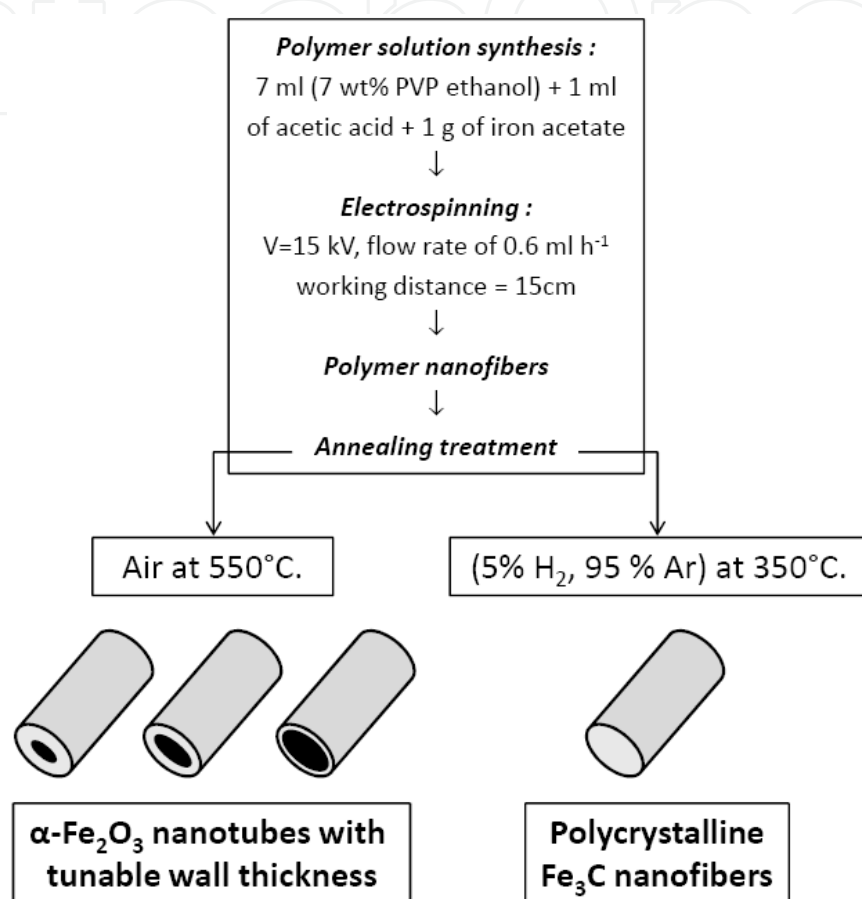 Polymer solution synthesis :
7 ml (7 wt% PVP ethanol) + 1 ml
of acetic acid + 1 g of iron acetate
↓
Electrospinning :
V=15 kV, flow rate of 0.6 ml h⁻¹
working distance = 15cm
↓
Polymer nanofibers
↓
Annealing treatment
Air at 550°C.
(5% H₂, 95 % Ar) at 350°C.
α-Fe₂O₃ nanotubes with
tunable wall thickness
Polycrystalline
Fe₃C nanofibers